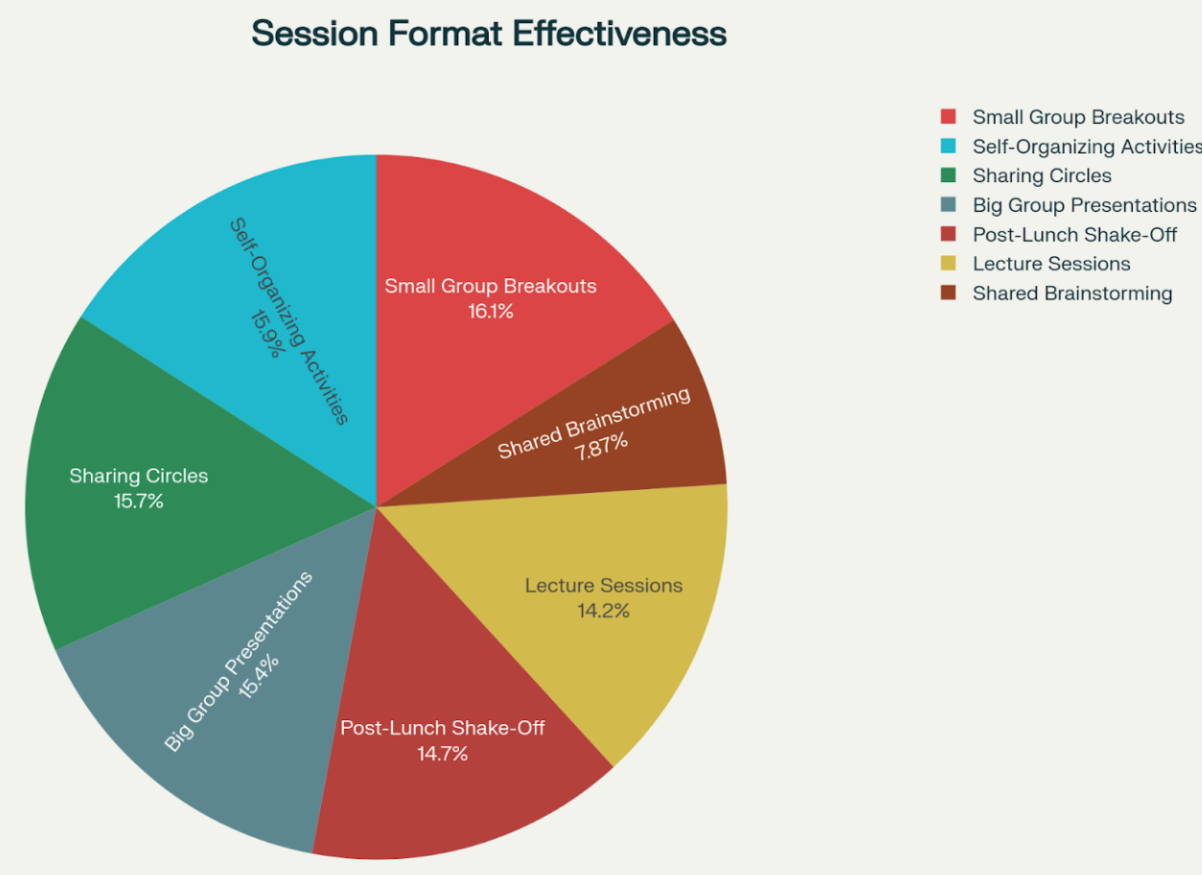 Session Format Effectiveness
Small Group Breakouts
Self-Organizing Activities
Sharing Circles
Big Group Presentations
Post-Lunch Shake-Off
Lecture Sessions
Shared Brainstorming
Small Group Breakouts
16.1%
Self-Organizing Activities
15.9%
Shared Brainstorming
7.87%
Sharing Circles
15.7%
Lecture Sessions
14.2%
Big Group Presentations
15.4%
Post-Lunch Shake-Off
14.7%